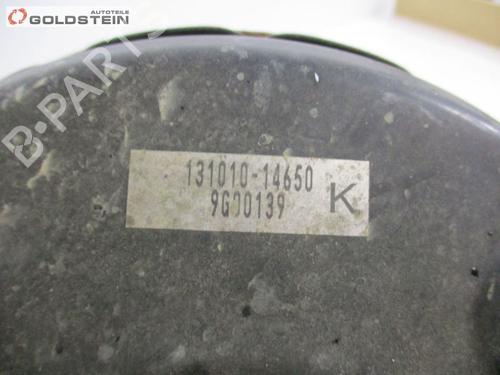 AUTOTEILE
GOLDSTEIN
B-PARTS
131010-14650
9G00139
K